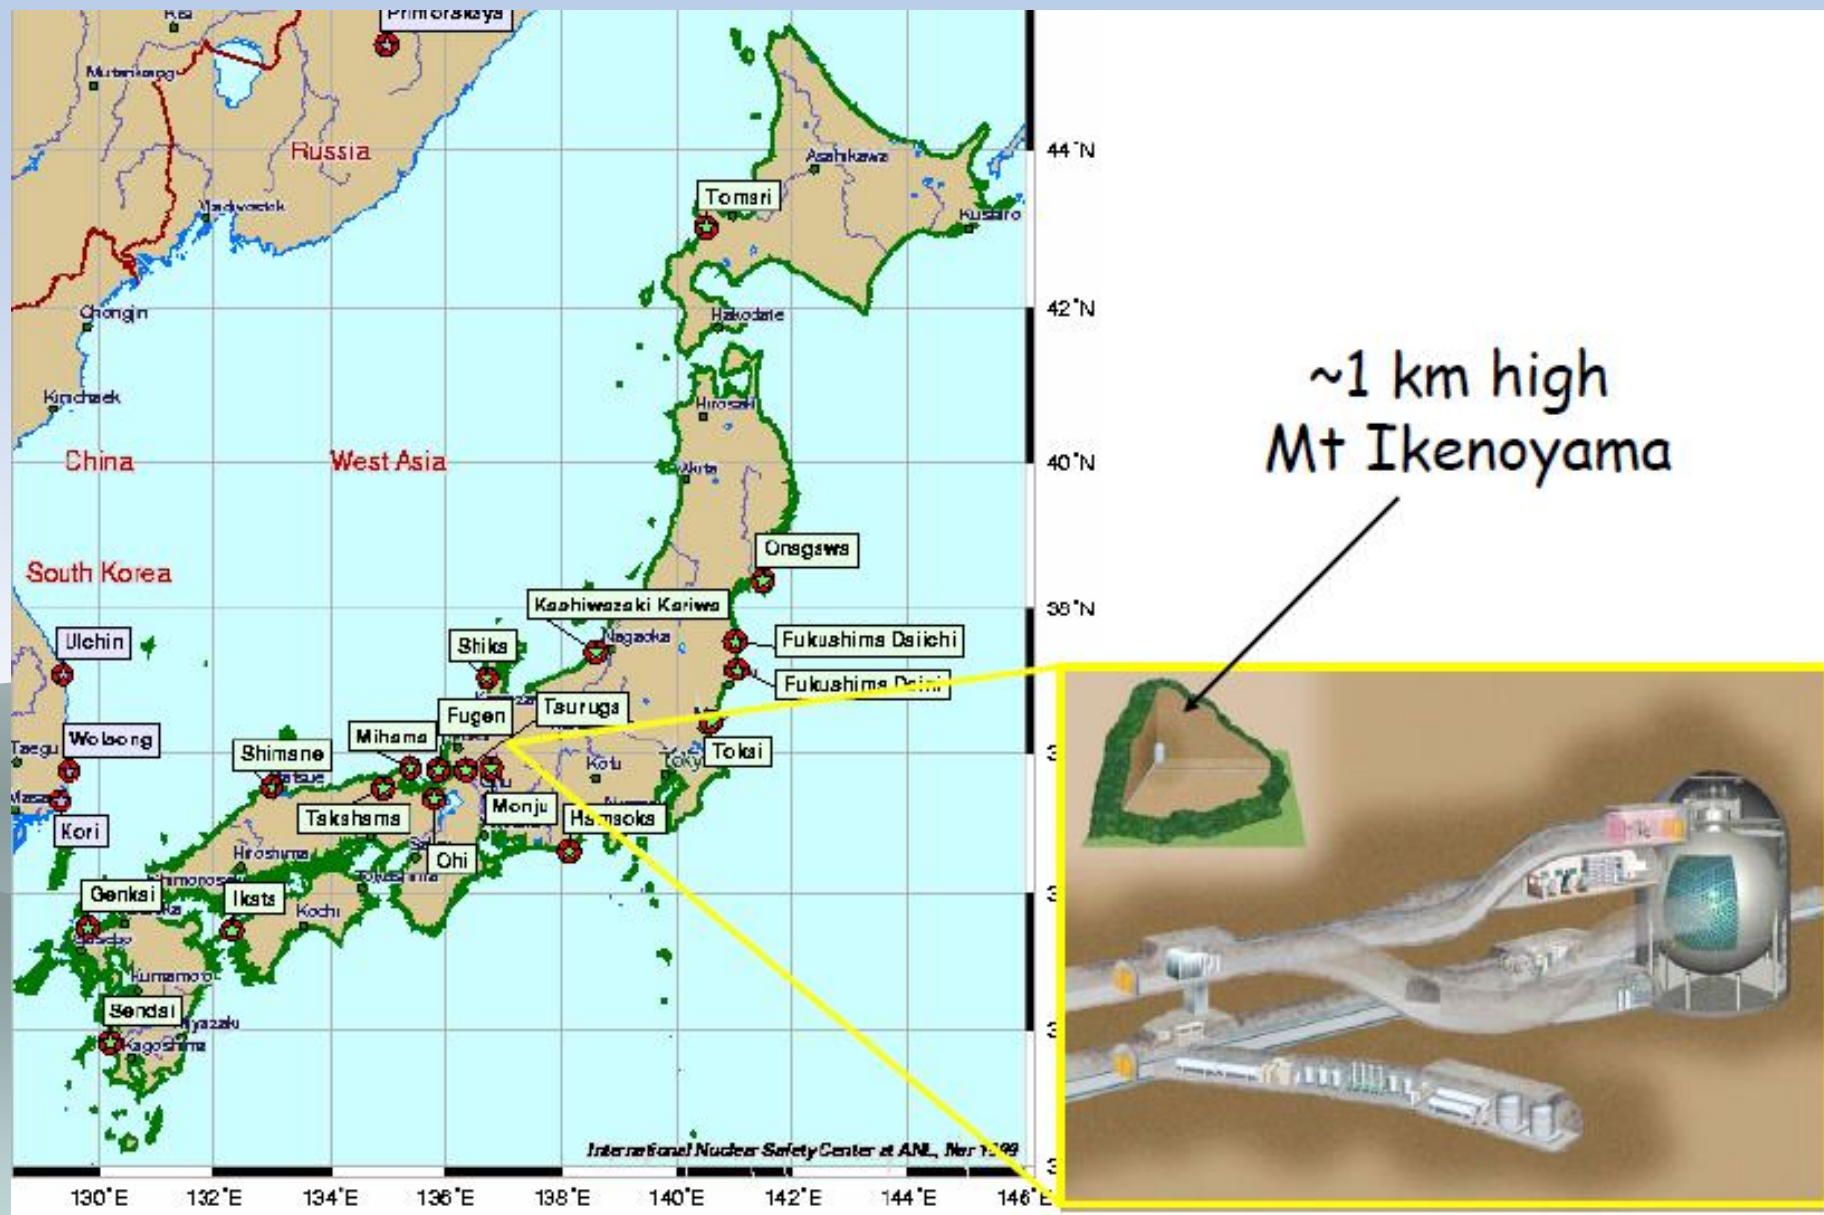 Primorskaya
Russia
Asahikawa
Tomari
44°N
Vladivostok
Kushiro
Chongjin
42°N
Hakodate
~1 km high
Mt Ikenoyama
Kimchaek
Hirosaki
China
West Asia
40°N
Akita
Onagawa
South Korea
Kashiwazaki Kariwa
38°N
Ulchin
Nagaoka
Fukushima Daiichi
Shika
Fukushima Daini
Fugen
Tsuruga
Mihama
Wolsong
Taegu
Shimane
Tokai
Kofu
Takahama
Monju
Hamaoka
Kori
Ohi
Hiroshima
Genkai
Ikata
Kochi
Kumamoto
Sendai
Kagoshima
International Nuclear Safety Center at ANL,
130°E 132°E 134°E 136°E 138°E 140°E 142°E 144°E 146°E